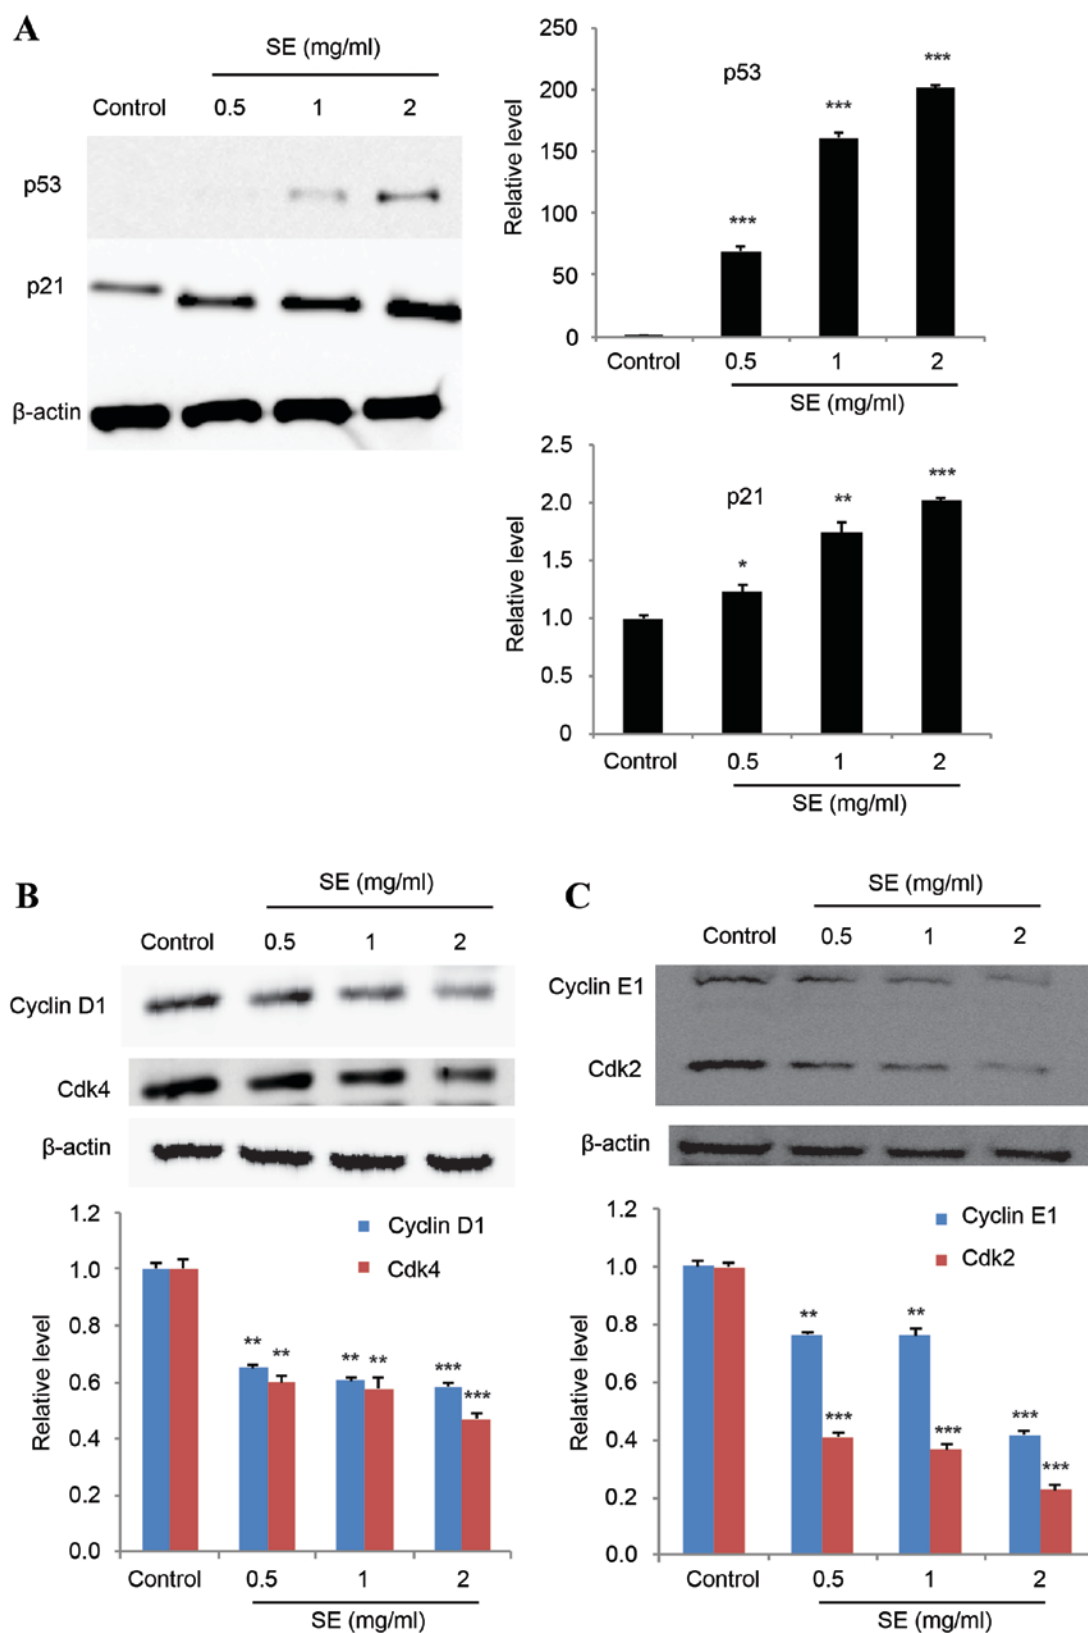 A
SE (mg/ml)
Control 0.5 1 2
p53
p21
β-actin
250
200
150
100
50
0
Relative level
p53
***
***
***
Control 0.5 1 2
SE (mg/ml)
2.5
2.0
1.5
1.0
0.5
0
Relative level
p21
*
**
***
Control 0.5 1 2
SE (mg/ml)
B
SE (mg/ml)
Control 0.5 1 2
Cyclin D1
Cdk4
β-actin
1.2
1.0
0.8
0.6
0.4
0.2
0.0
Relative level
Cyclin D1
Cdk4
** ** ** ** *** ***
Control 0.5 1 2
SE (mg/ml)
C
SE (mg/ml)
Control 0.5 1 2
Cyclin E1
Cdk2
β-actin
1.2
1.0
0.8
0.6
0.4
0.2
0.0
Relative level
Cyclin E1
Cdk2
** *** ** *** *** ***
Control 0.5 1 2
SE (mg/ml)